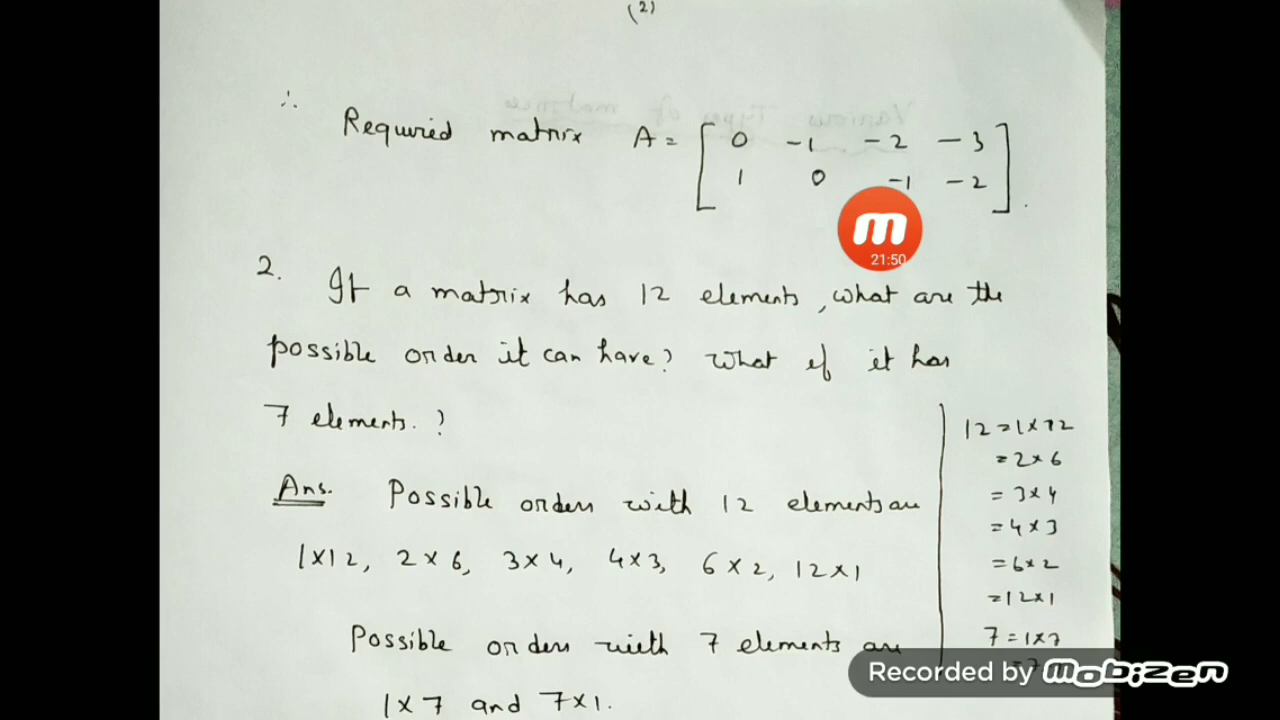 (2)
∴ Required matrix A = [ 0 -1 -2 -3
1 0 -1 -2 ].
21:50
2. If a matrix has 12 elements, what are the
possible order it can have? What if it has
7 elements.?
Ans. Possible orders with 12 elements are
1×12, 2×6, 3×4, 4×3, 6×2, 12×1
Possible orders with 7 elements are
1×7 and 7×1.
12=1×12
=2×6
=3×4
=4×3
=6×2
=12×1
7=1×7
Recorded by mobizen